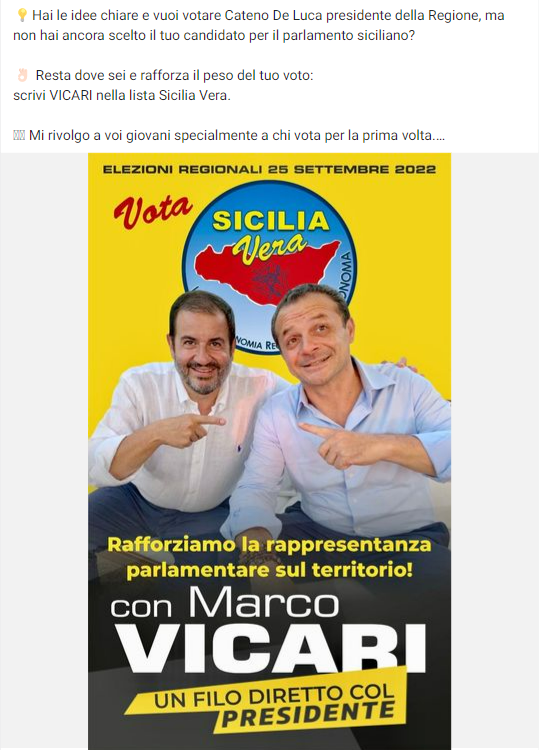 💡 Hai le idee chiare e vuoi votare Cateno De Luca presidente della Regione, ma
non hai ancora scelto il tuo candidato per il parlamento siciliano?
👌🏻 Resta dove sei e rafforza il peso del tuo voto:
scrivi VICARI nella lista Sicilia Vera.
Mi rivolgo a voi giovani specialmente a chi vota per la prima volta....
ELEZIONI REGIONALI 25 SETTEMBRE 2022
Vota
SICILIA
Vera
NOMIA RE
ONOMA
Rafforziamo la rappresentanza
parlamentare sul territorio!
con Marco
VICARI
UN FILO DIRETTO COL
PRESIDENTE